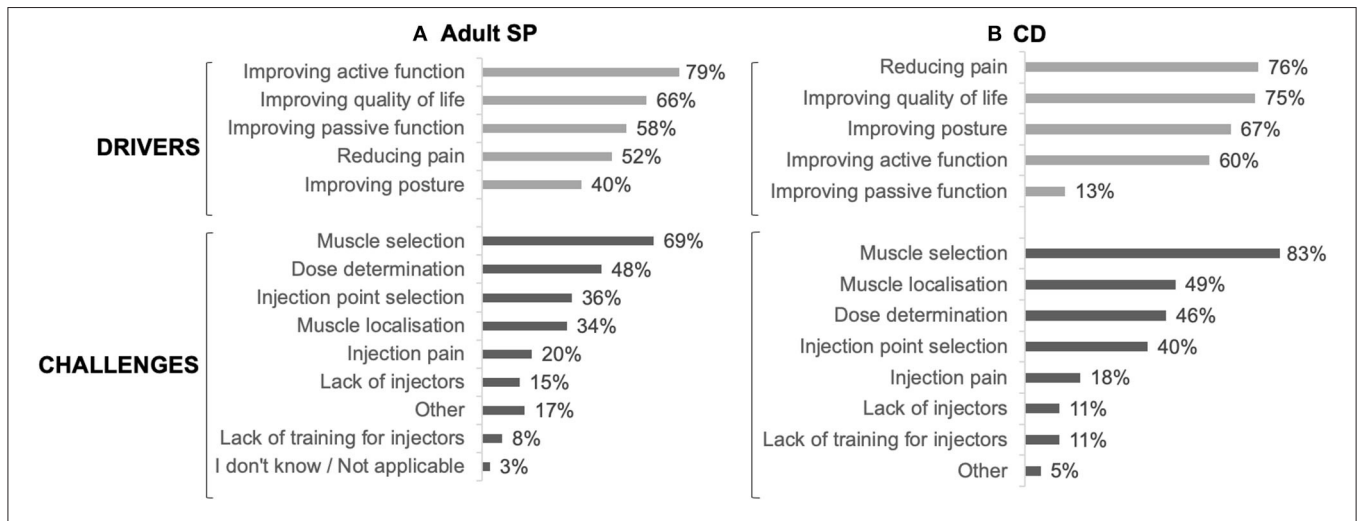 A Adult SP
DRIVERS
Improving active function 79%
Improving quality of life 66%
Improving passive function 58%
Reducing pain 52%
Improving posture 40%
CHALLENGES
Muscle selection 69%
Dose determination 48%
Injection point selection 36%
Muscle localisation 34%
Injection pain 20%
Lack of injectors 15%
Other 17%
Lack of training for injectors 8%
I don't know / Not applicable 3%
B CD
Reducing pain 76%
Improving quality of life 75%
Improving posture 67%
Improving active function 60%
Improving passive function 13%
Muscle selection 83%
Muscle localisation 49%
Dose determination 46%
Injection point selection 40%
Injection pain 18%
Lack of injectors 11%
Lack of training for injectors 11%
Other 5%